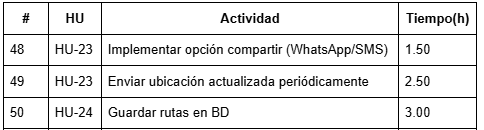 # HU Actividad Tiempo(h)
48 HU-23 Implementar opción compartir (WhatsApp/SMS) 1.50
49 HU-23 Enviar ubicación actualizada periódicamente 2.50
50 HU-24 Guardar rutas en BD 3.00